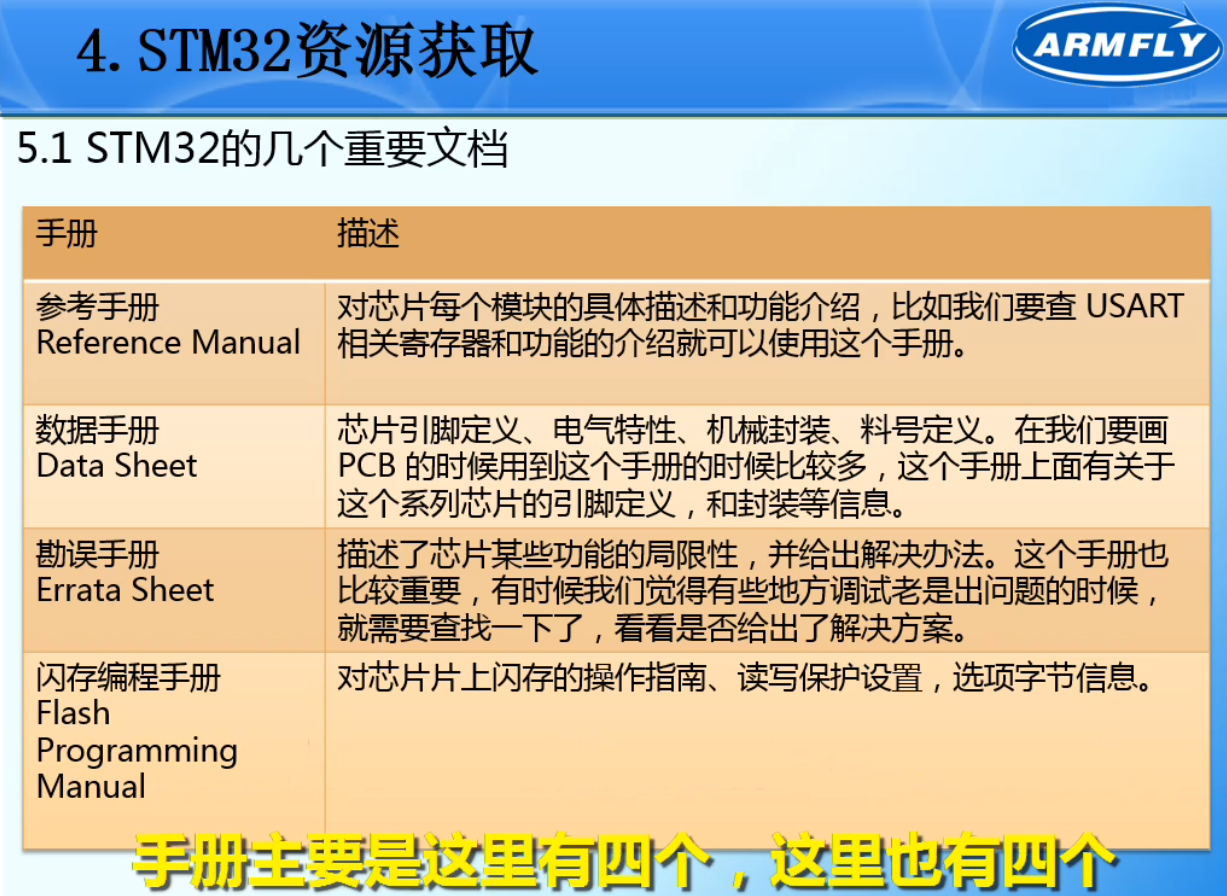 4.STM32资源获取
ARMFLY
5.1 STM32的几个重要文档
手册
描述
参考手册
Reference Manual
对芯片每个模块的具体描述和功能介绍，比如我们要查 USART
相关寄存器和功能的介绍就可以使用这个手册。
数据手册
Data Sheet
芯片引脚定义、电气特性、机械封装、料号定义。在我们要画
PCB 的时候用到这个手册的时候比较多，这个手册上面有关于
这个系列芯片的引脚定义，和封装等信息。
勘误手册
Errata Sheet
描述了芯片某些功能的局限性，并给出解决办法。这个手册也
比较重要，有时候我们觉得有些地方调试老是出问题的时候，
就需要查找一下了，看看是否给出了解决方案。
闪存编程手册
Flash
Programming
Manual
对芯片片上闪存的操作指南、读写保护设置，选项字节信息。
手册主要是这里有四个，这里也有四个